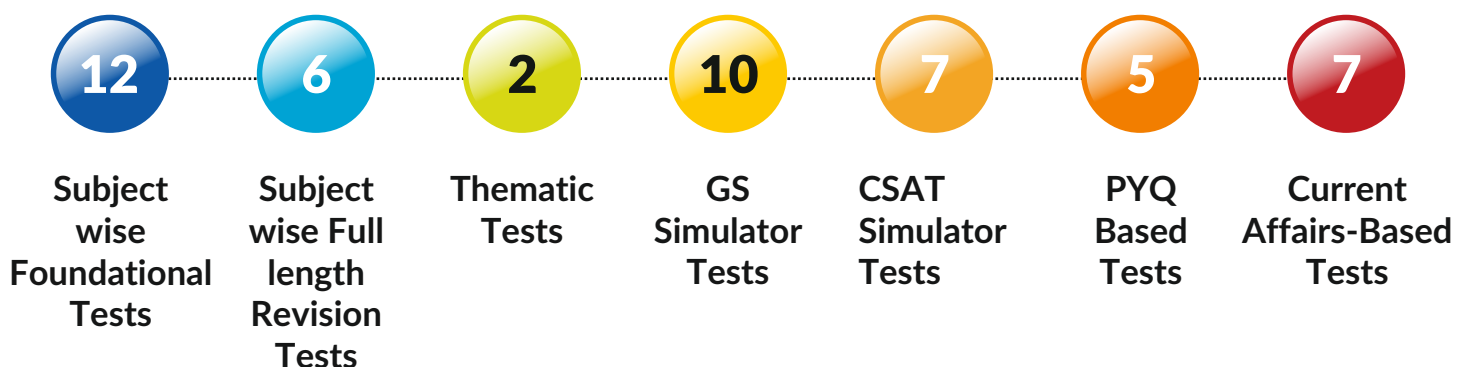 12
6
2
10
7
5
7
Subject
wise
Foundational
Tests
Subject
wise Full
length
Revision
Tests
Thematic
Tests
GS
Simulator
Tests
CSAT
Simulator
Tests
PYQ
Based
Tests
Current
Affairs-Based
Tests